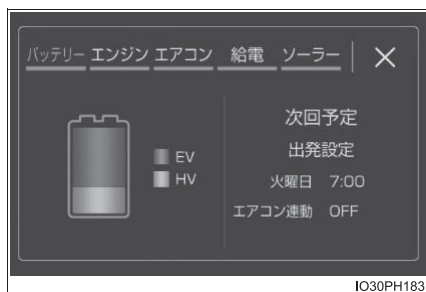 バッテリー エンジン エアコン 給電 ソーラー ×
次回予定
出発設定
EV
HV
火曜日 7:00
エアコン連動 OFF
IO30PH183